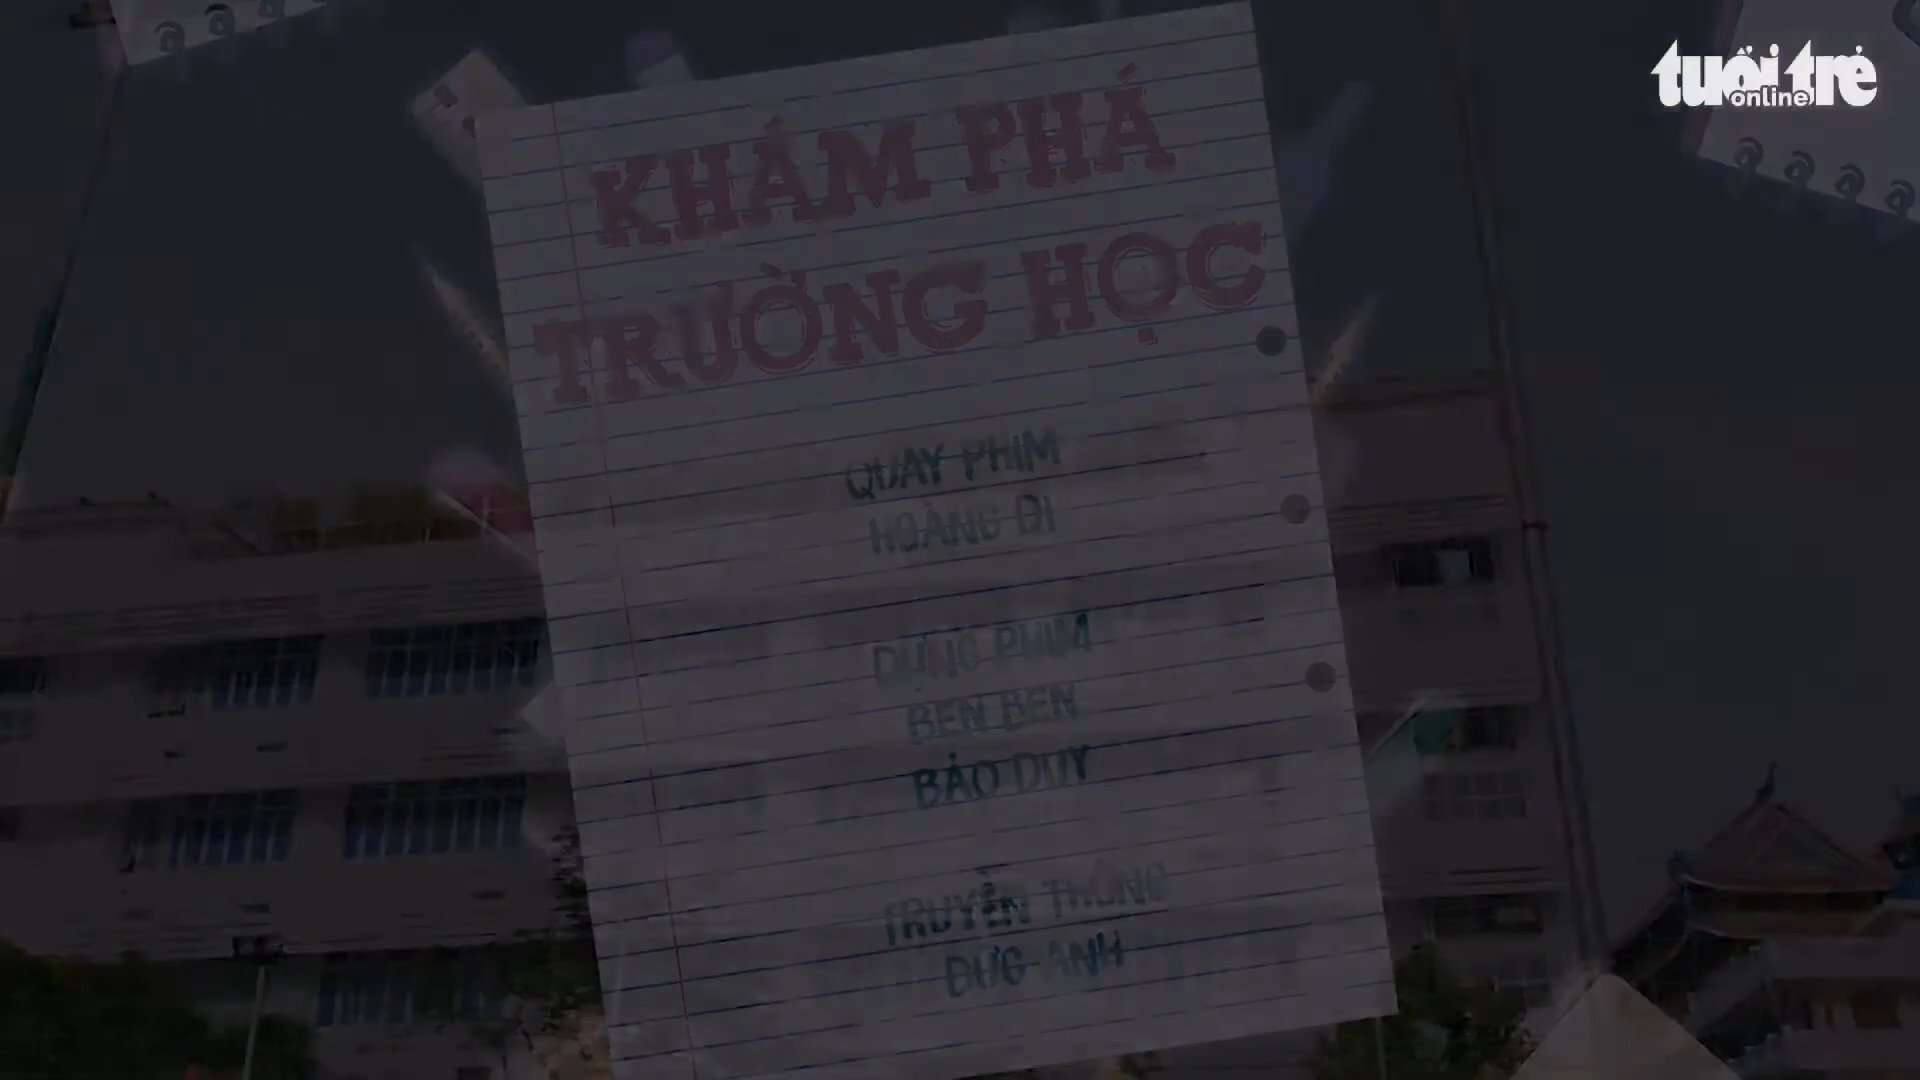 tuổi trẻ
online
KHÁM PHÁ
TRƯỜNG HỌC
QUAY PHIM
HOÀNG DI
DỰNG PHIM
BEN BEN
BẢO DUY
TRUYỀN THÔNG
ĐỨC ANH